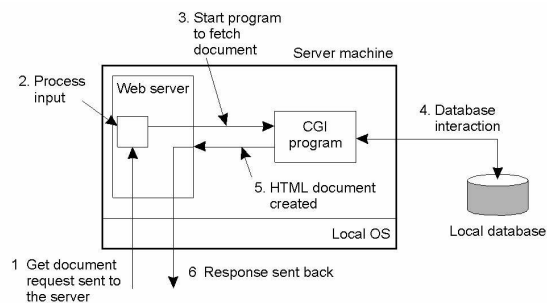 3. Start program
to fetch
document
Server machine
2. Process
input
Web server
CGI
program
4. Database
interaction
5. HTML document
created
Local OS
Local database
1 Get document
request sent to
the server
6 Response sent back